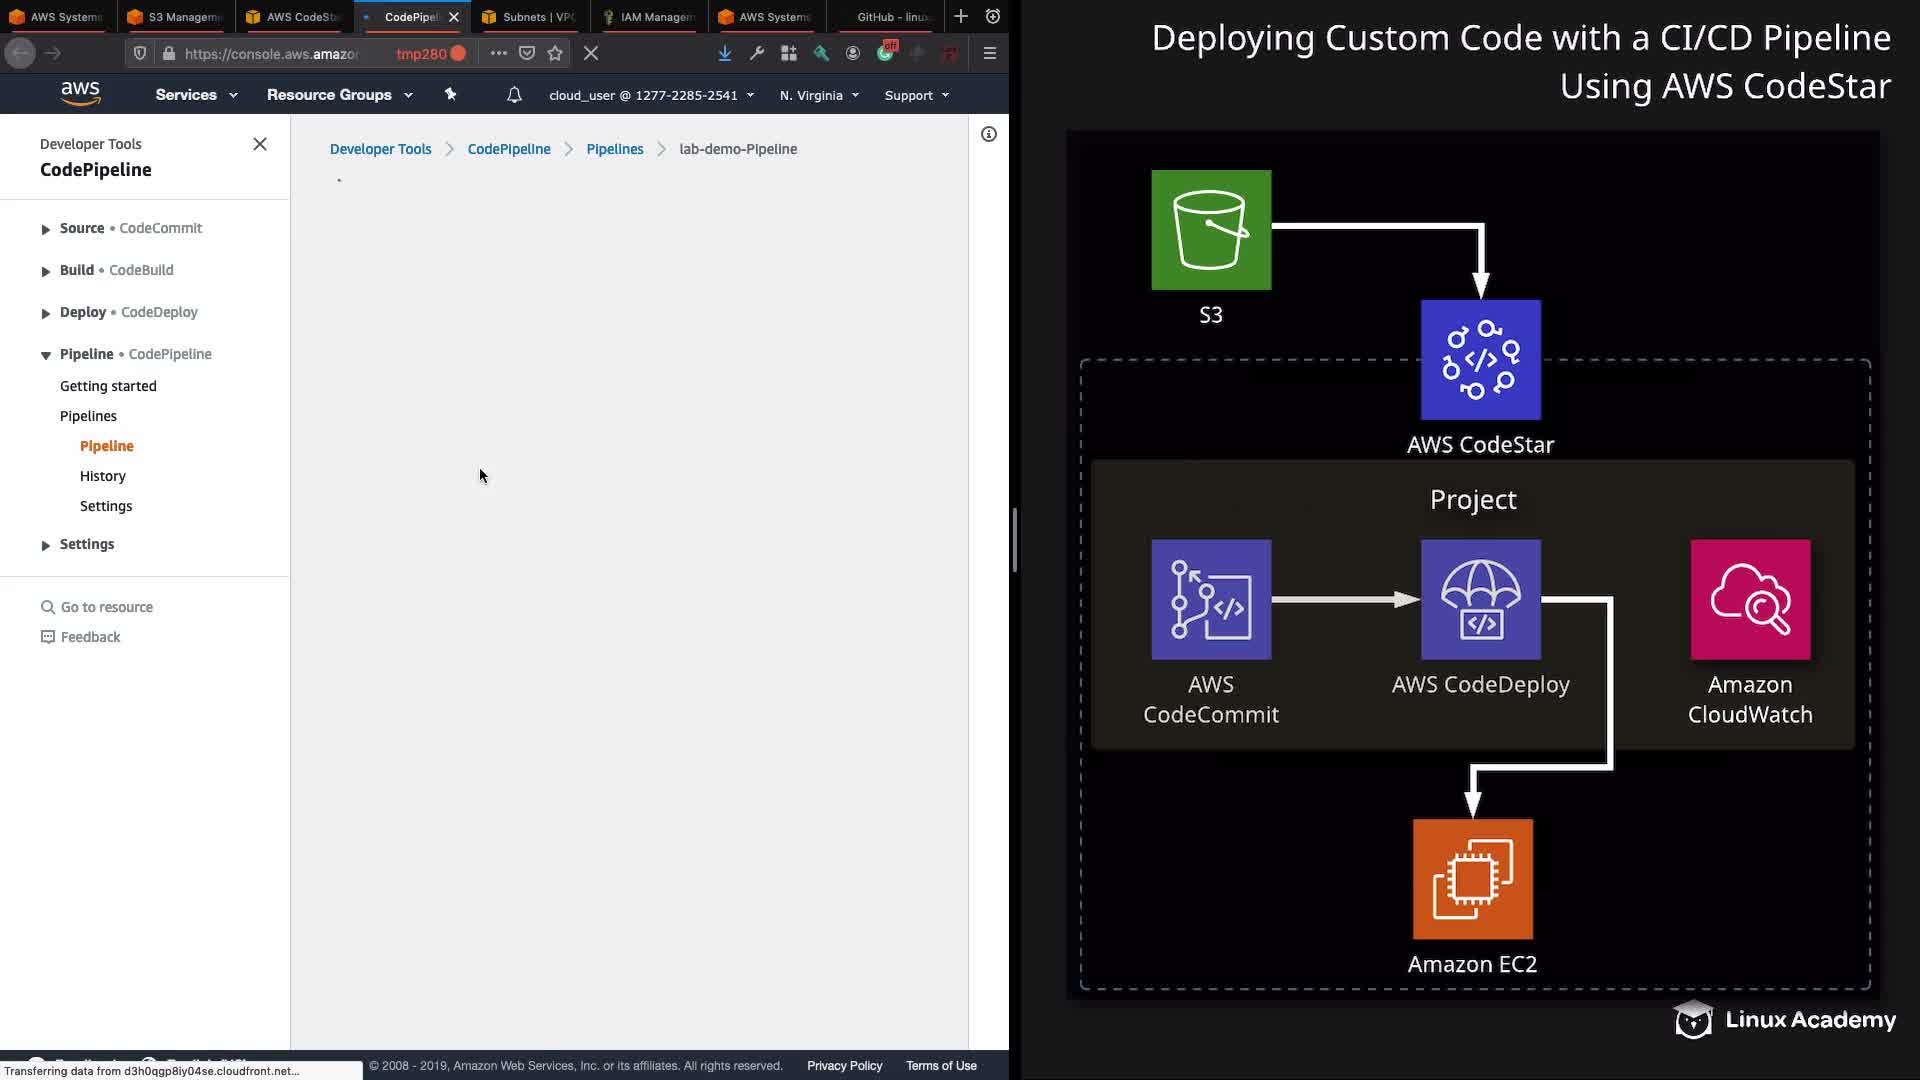 AWS Systems
S3 Managem
AWS CodeSta
CodePipeli
Subnets | VPC
IAM Managem
AWS Systems
GitHub - linux
https://console.aws.amazon
tmp280
off
aws
Services
Resource Groups
cloud_user @ 1277-2285-2541
N. Virginia
Support
Developer Tools
CodePipeline
Developer Tools
CodePipeline
Pipelines
lab-demo-Pipeline
Source • CodeCommit
Build • CodeBuild
Deploy • CodeDeploy
Pipeline • CodePipeline
Getting started
Pipelines
Pipeline
History
Settings
Settings
Go to resource
Feedback
© 2008 - 2019, Amazon Web Services, Inc. or its affiliates. All rights reserved.
Privacy Policy
Terms of Use
Transferring data from d3h0qgp8iy04se.cloudfront.net...
Deploying Custom Code with a CI/CD Pipeline
Using AWS CodeStar
S3
AWS CodeStar
Project
AWS
CodeCommit
AWS CodeDeploy
Amazon
CloudWatch
Amazon EC2
Linux Academy